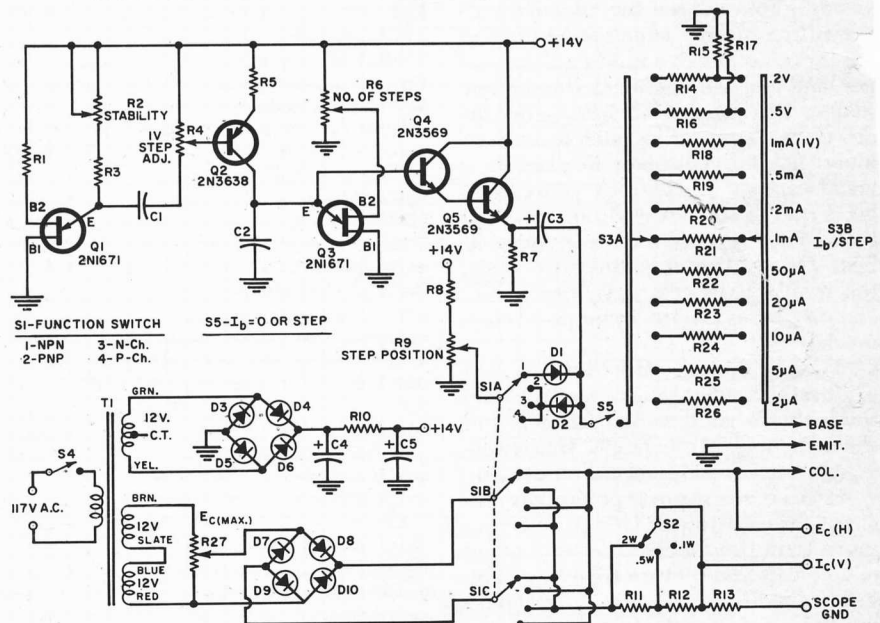 +14V
R15
R17
R5
R6
NO. OF STEPS
R2
STABILITY
R4
1V
STEP
ADJ.
Q4
2N3569
R14
.2V
R16
.5V
R1
R3
Q2
2N3638
R18
1mA (1V)
R19
.5mA
B2
E
B1
C1
Q1
2N1671
C2
E
B2
B1
Q3
2N1671
Q5
2N3569
+
C3
R7
R20
.2mA
S3A
R21
.1mA
S3B
Ib/STEP
+14V
R8
R22
50μA
R23
20μA
S1-FUNCTION SWITCH
1-NPN
3-N-Ch.
2-PNP
4-P-Ch.
S5-Ib=0 OR STEP
R9
STEP POSITION
R24
10μA
R25
5μA
R26
2μA
S1A
1
2
3
4
D1
D2
S5
BASE
EMIT.
COL.
T1
GRN.
12V.
C.T.
YEL.
D3
D4
D5
D6
R10
+14V
+
C4
+
C5
S4
117V A.C.
BRN.
12V
SLATE
BLUE
12V
RED
EC(MAX.)
R27
D7
D8
D9
D10
S1B
S1C
S2
2W
.5W
.1W
EC(H)
IC(V)
R11
R12
R13
SCOPE
GND